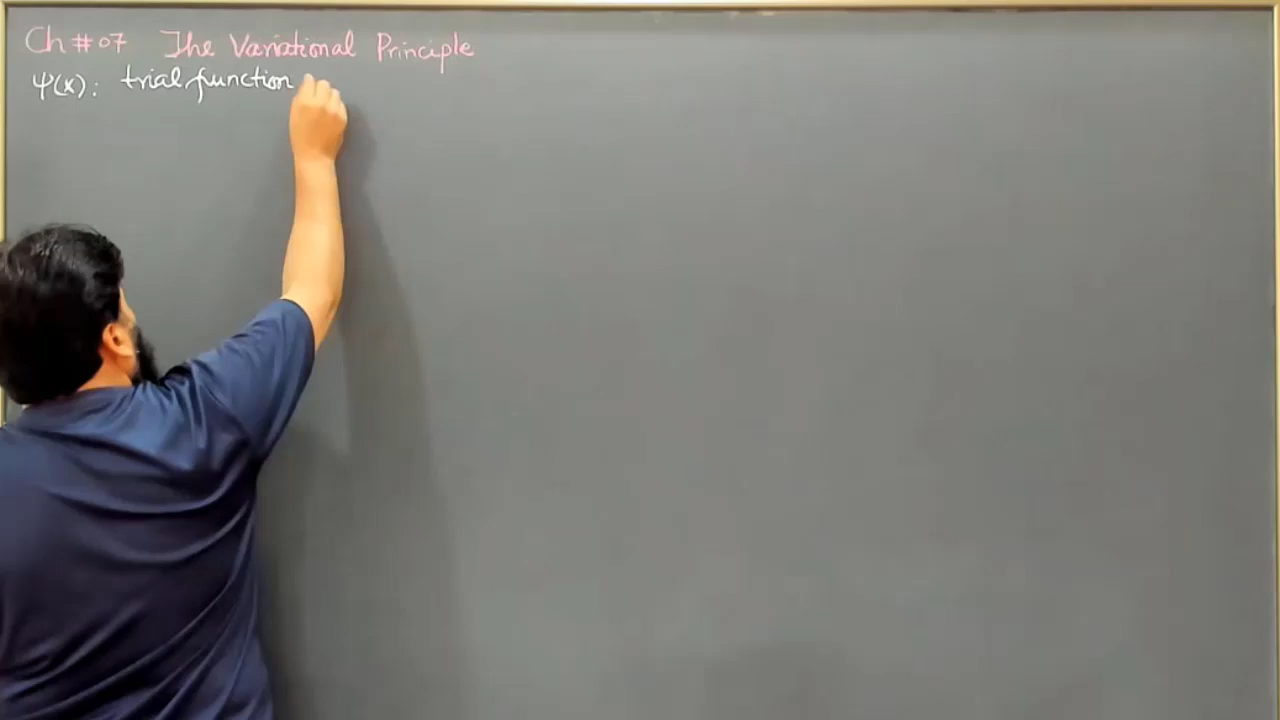 Ch # 07 The Variational Principle
ψ(x): trial function